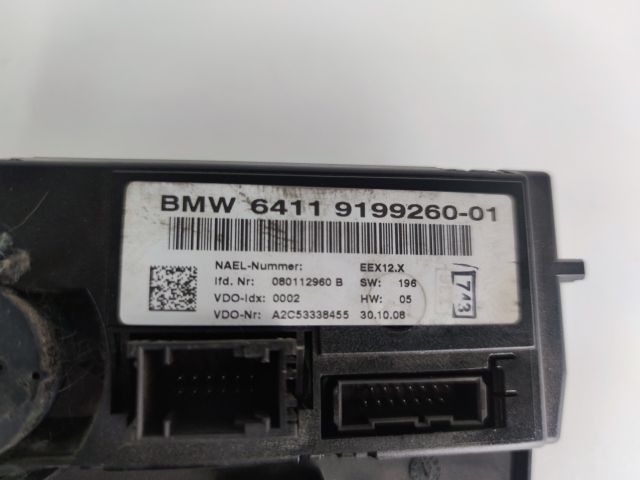 BMW 6411 9199260-01
NAEL-Nummer: EEX12.X
lfd. Nr: 080112960 B SW: 196
VDO-Idx: 0002 HW: 05
VDO-Nr: A2C53338455 30.10.08